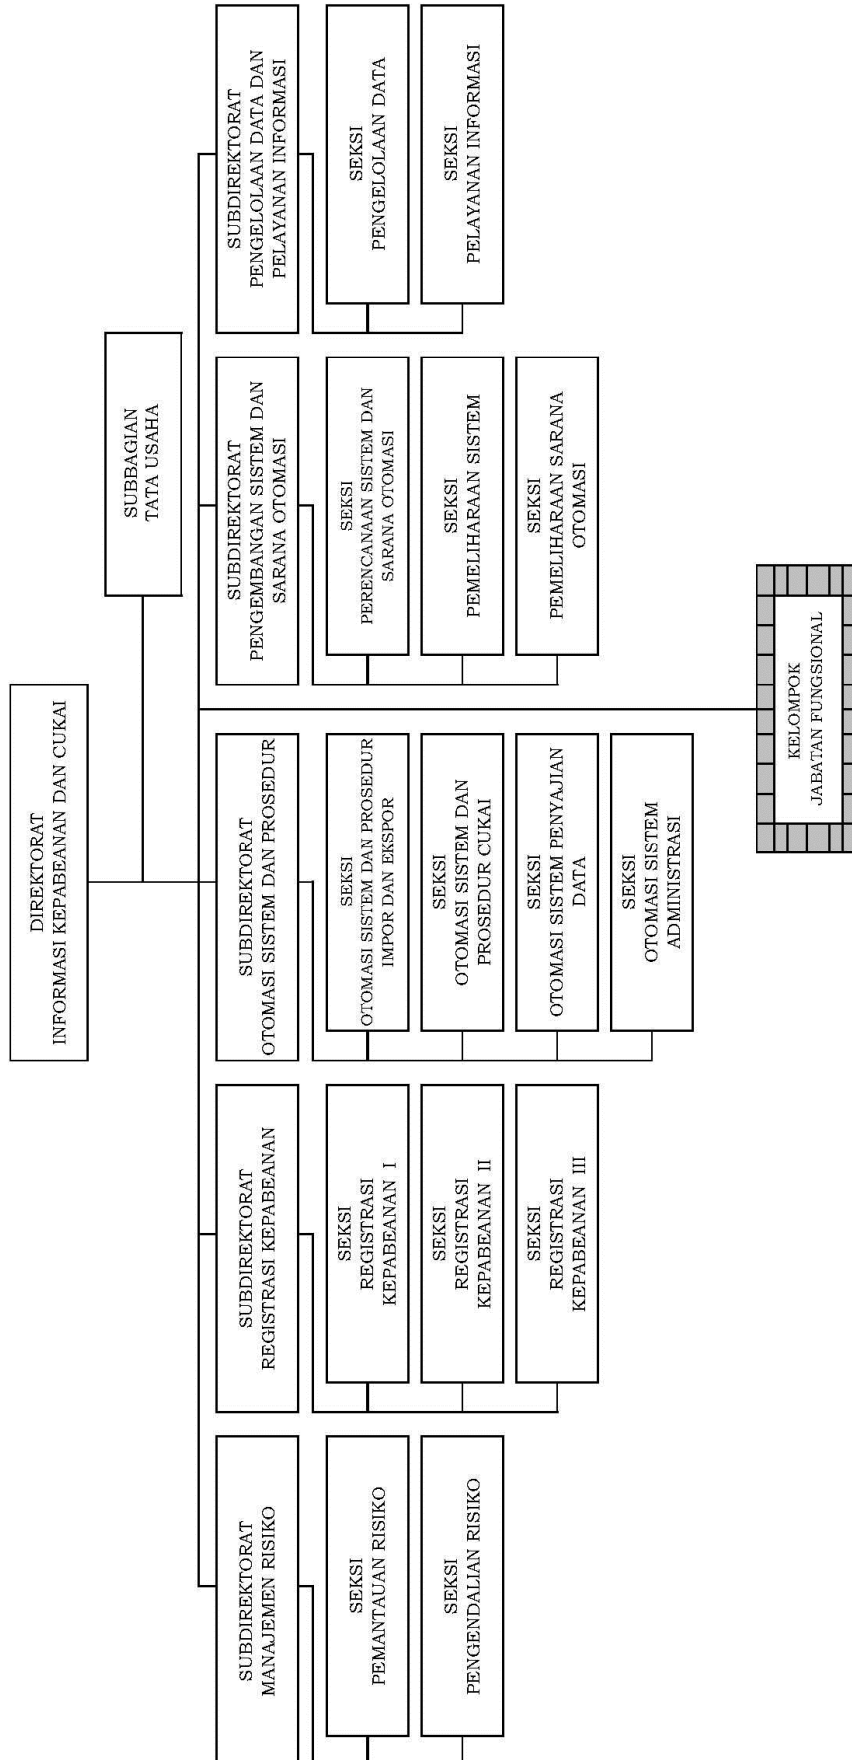 DIREKTORAT
INFORMASI KEPABEANAN DAN CUKAI
SUBBAGIAN
TATA USAHA
SUBDIREKTORAT
MANAJEMEN RISIKO
SUBDIREKTORAT
REGISTRASI KEPABEANAN
SUBDIREKTORAT
OTOMASI SISTEM DAN PROSEDUR
SUBDIREKTORAT
PENGEMBANGAN SISTEM DAN
SARANA OTOMASI
SUBDIREKTORAT
PENGELOLAAN DATA DAN
PELAYANAN INFORMASI
SEKSI
PEMANTAUAN RISIKO
SEKSI
REGISTRASI
KEPABEANAN I
SEKSI
OTOMASI SISTEM DAN PROSEDUR
IMPOR DAN EKSPOR
SEKSI
PERENCANAAN SISTEM DAN
SARANA OTOMASI
SEKSI
PENGELOLAAN DATA
SEKSI
PENGENDALIAN RISIKO
SEKSI
REGISTRASI
KEPABEANAN II
SEKSI
OTOMASI SISTEM DAN
PROSEDUR CUKAI
SEKSI
PEMELIHARAAN SISTEM
SEKSI
PELAYANAN INFORMASI
SEKSI
REGISTRASI
KEPABEANAN III
SEKSI
OTOMASI SISTEM PENYAJIAN
DATA
SEKSI
PEMELIHARAAN SARANA
OTOMASI
SEKSI
OTOMASI SISTEM
ADMINISTRASI
KELOMPOK
JABATAN FUNGSIONAL